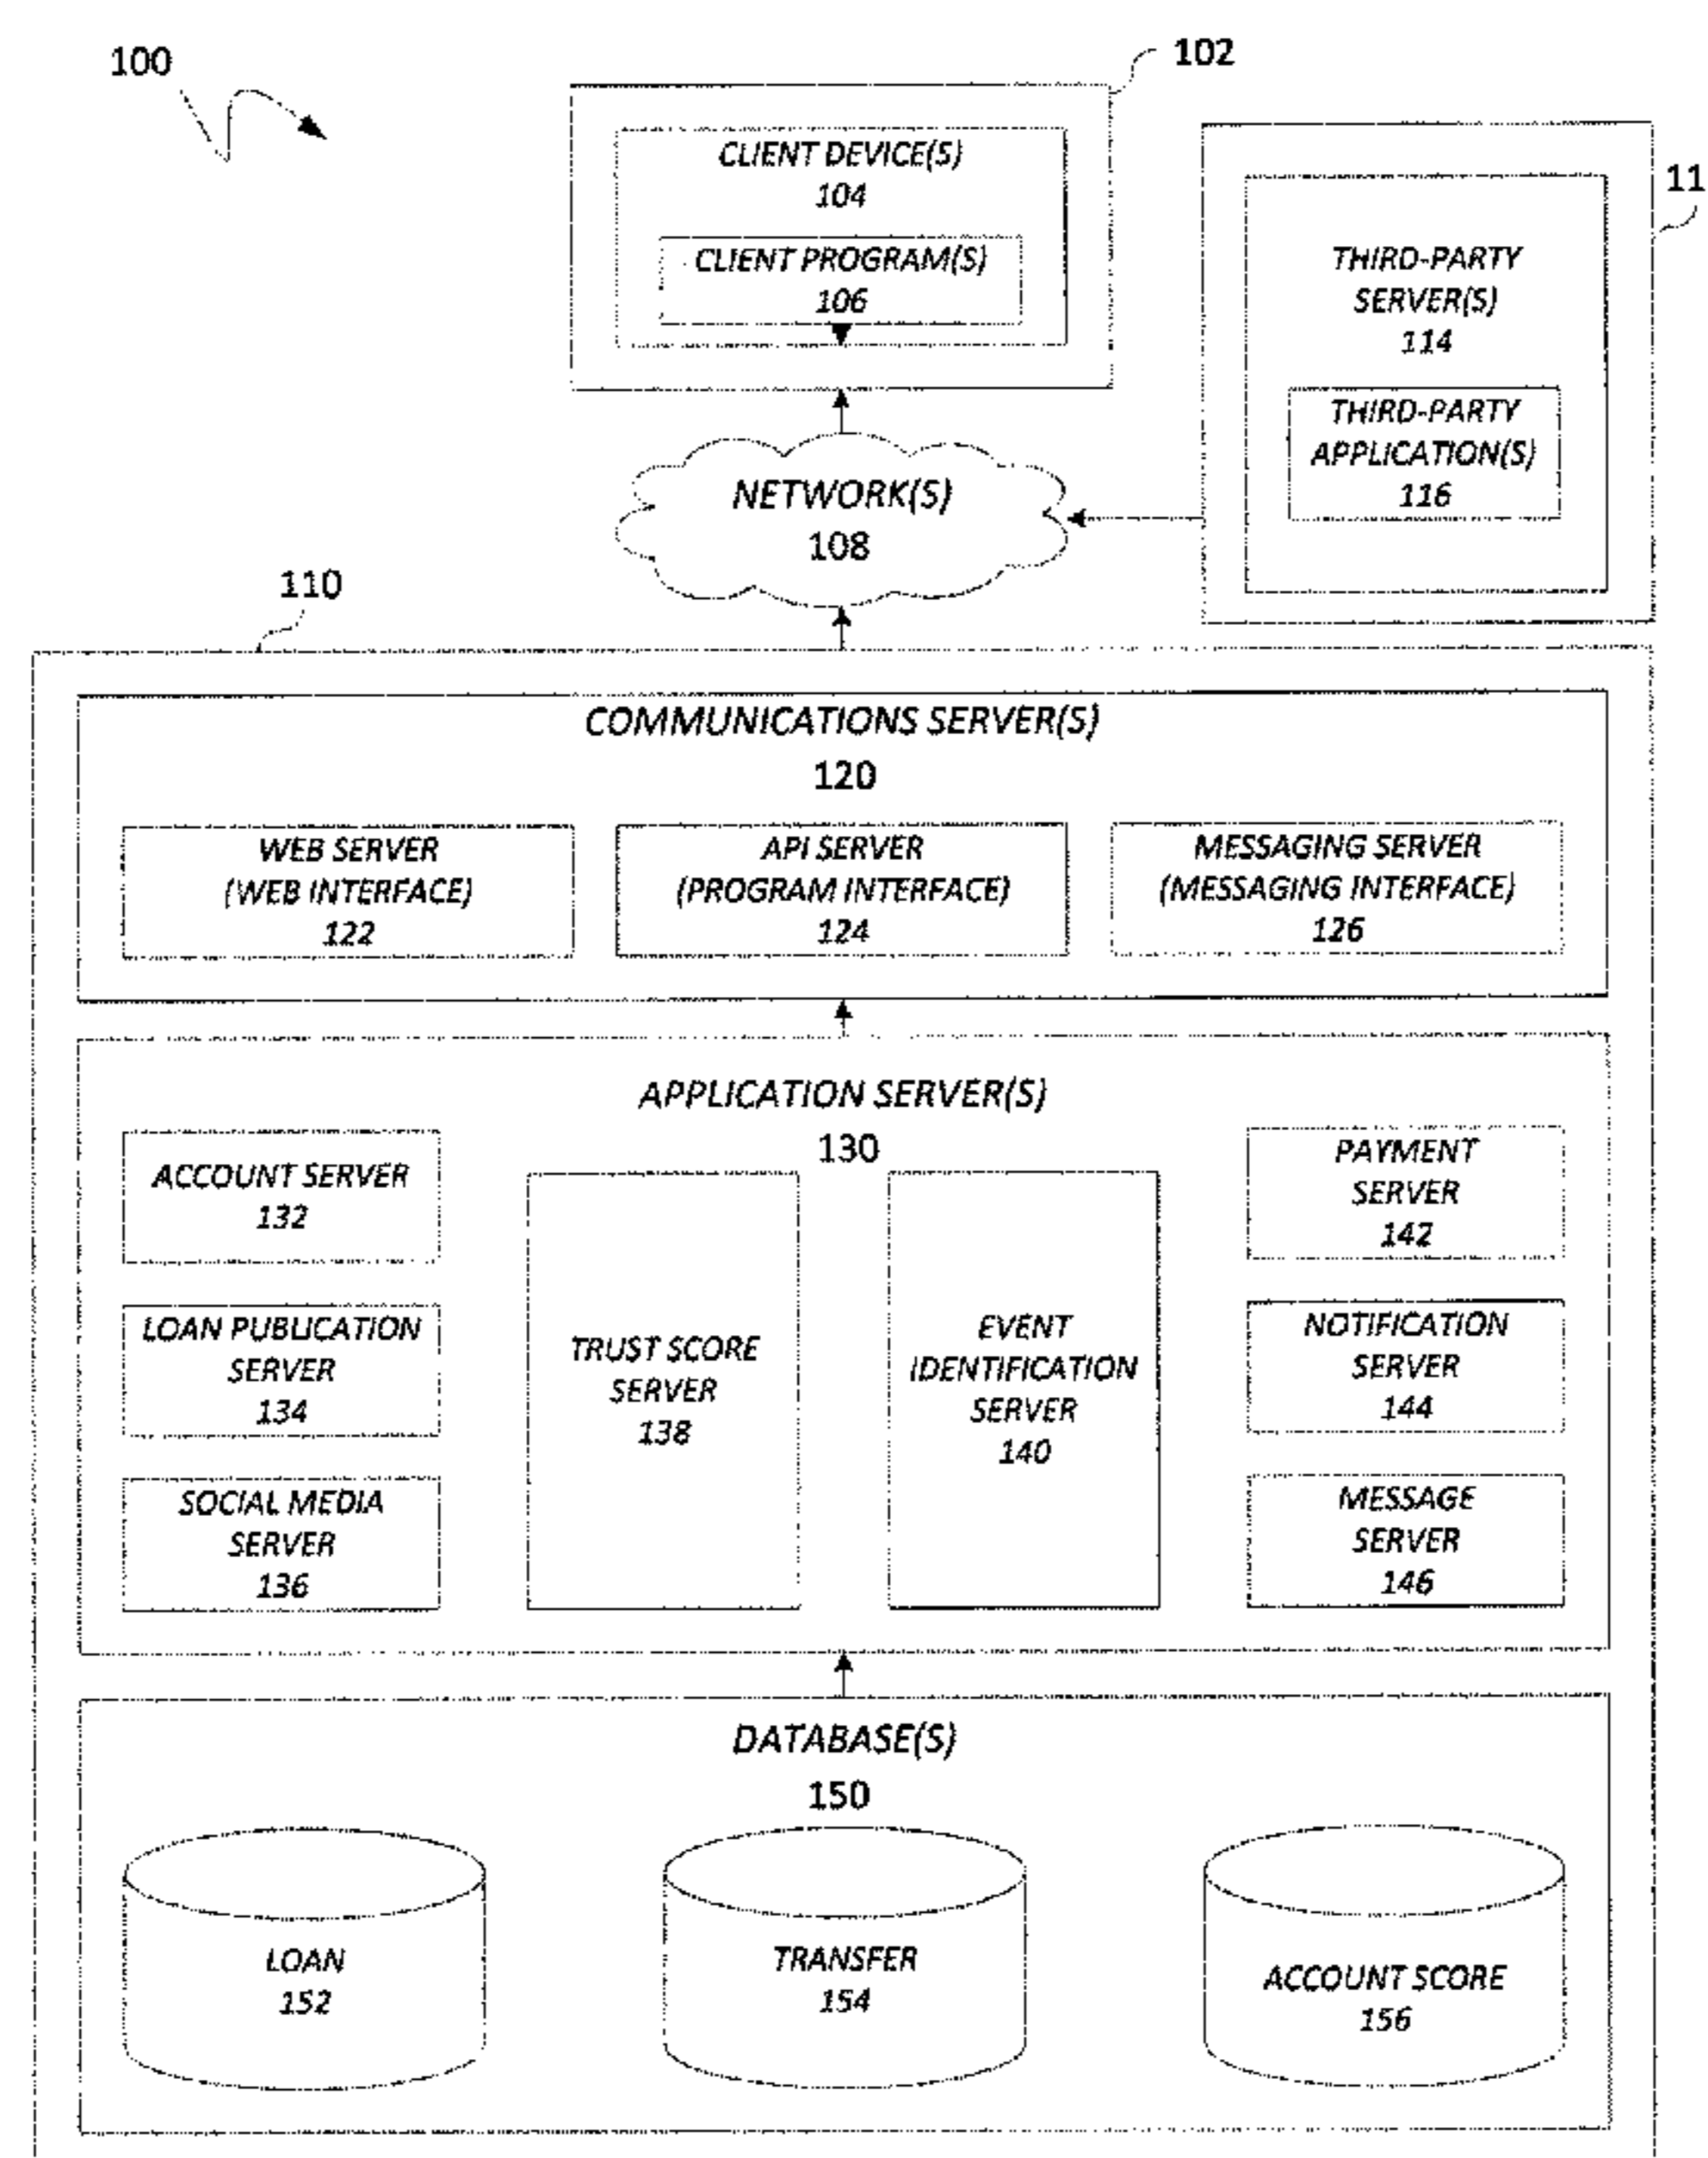 100
102
CLIENT DEVICE(S)
104
CLIENT PROGRAM(S)
106
11
THIRD-PARTY
SERVER(S)
114
THIRD-PARTY
APPLICATION(S)
116
NETWORK(S)
108
110
COMMUNICATIONS SERVER(S)
120
WEB SERVER
(WEB INTERFACE)
122
API SERVER
(PROGRAM INTERFACE)
124
MESSAGING SERVER
(MESSAGING INTERFACE)
126
APPLICATION SERVER(S)
130
ACCOUNT SERVER
132
LOAN PUBLICATION
SERVER
134
SOCIAL MEDIA
SERVER
136
TRUST SCORE
SERVER
138
EVENT
IDENTIFICATION
SERVER
140
PAYMENT
SERVER
142
NOTIFICATION
SERVER
144
MESSAGE
SERVER
146
DATABASE(S)
150
LOAN
152
TRANSFER
154
ACCOUNT SCORE
156